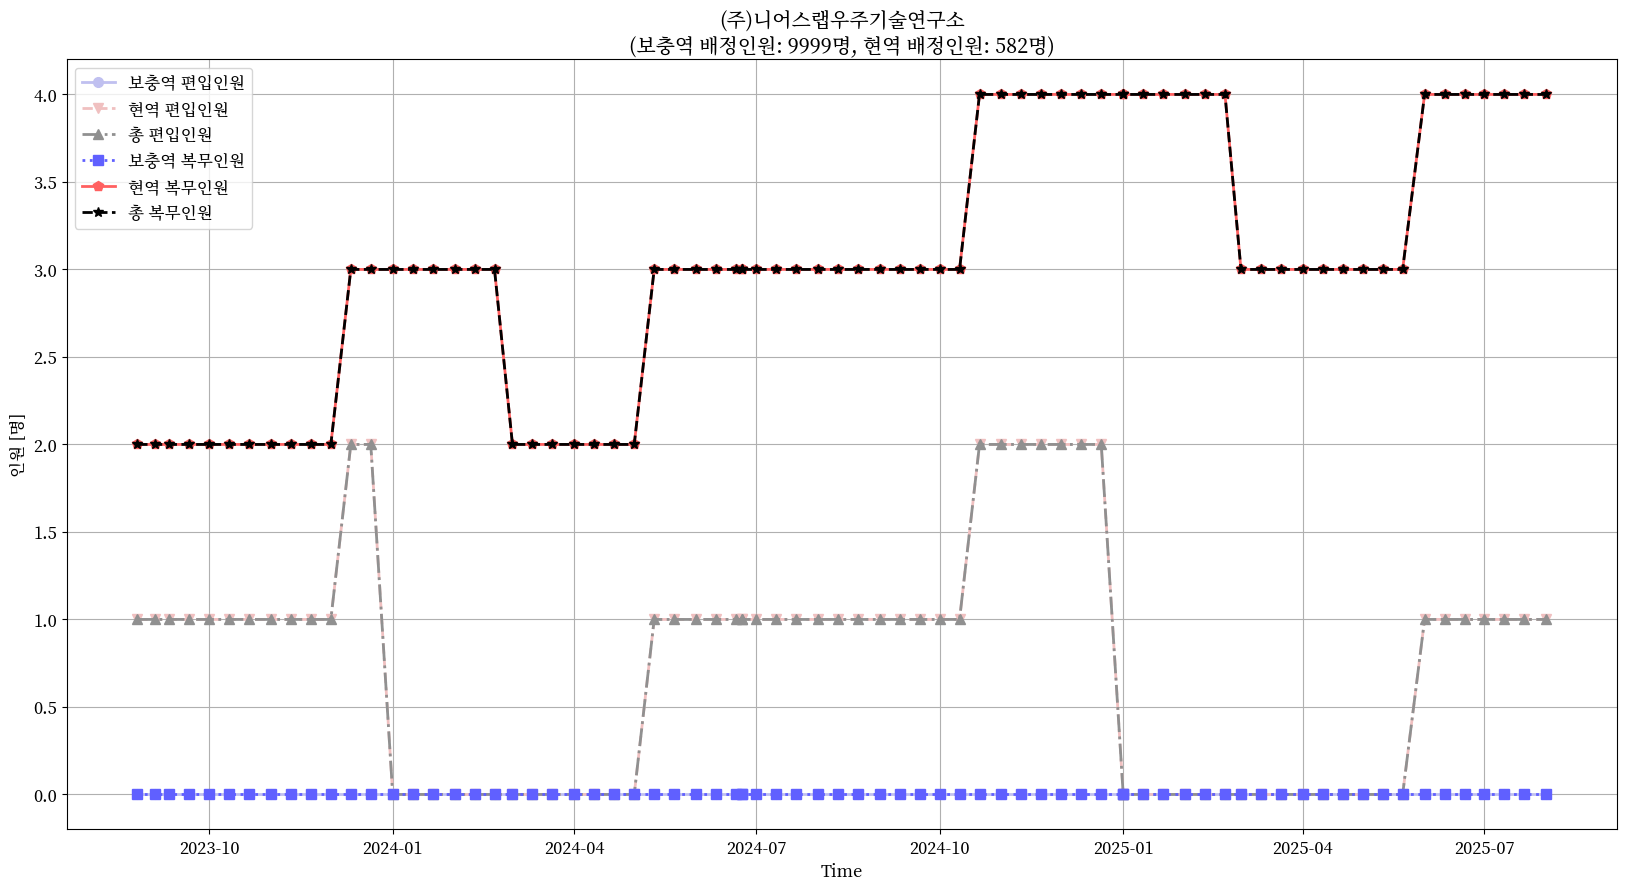 (주)니어스랩우주기술연구소
(보충역 배정인원: 9999명, 현역 배정인원: 582명)
보충역 편입인원
현역 편입인원
총 편입인원
보충역 복무인원
현역 복무인원
총 복무인원
4.0
3.5
3.0
2.5
2.0
1.5
1.0
0.5
0.0
인원 [명]
2023-10
2024-01
2024-04
2024-07
2024-10
2025-01
2025-04
2025-07
Time